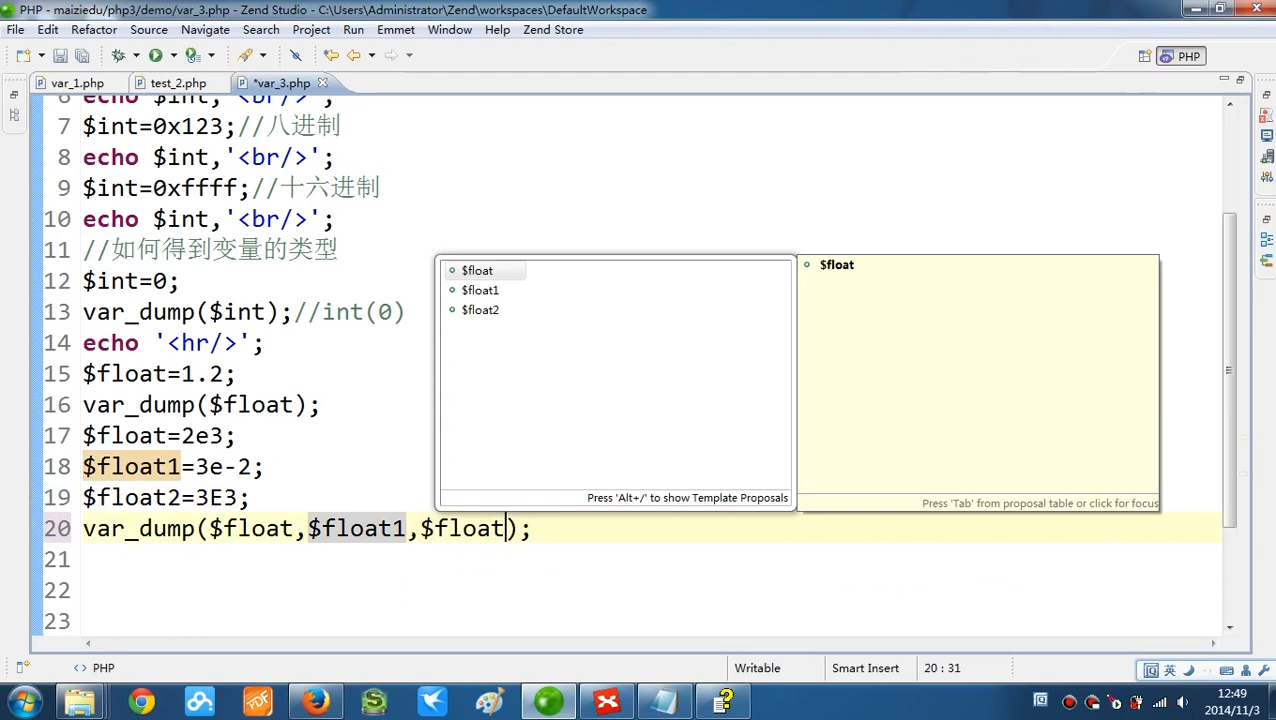 PHP - maiziedu/php3/demo/var_3.php - Zend Studio - C:\Users\Administrator\Zend\workspaces\DefaultWorkspace
File Edit Refactor Source Navigate Search Project Run Emmet Window Help Zend Store
PHP
var_1.php test_2.php *var_3.php
6 echo $int,'<br/>';
7 $int=0x123;//八进制
8 echo $int,'<br/>';
9 $int=0xffff;//十六进制
10 echo $int,'<br/>';
11 //如何得到变量的类型
12 $int=0;
13 var_dump($int);//int(0)
14 echo '<hr/>';
15 $float=1.2;
16 var_dump($float);
17 $float=2e3;
18 $float1=3e-2;
19 $float2=3E3;
20 var_dump($float,$float1,$float);
21
22
23
$float
$float1
$float2
Press 'Alt+/' to show Template Proposals
$float
Press 'Tab' from proposal table or click for focus
PHP Writable Smart Insert 20 : 31
英
12:49
2014/11/3